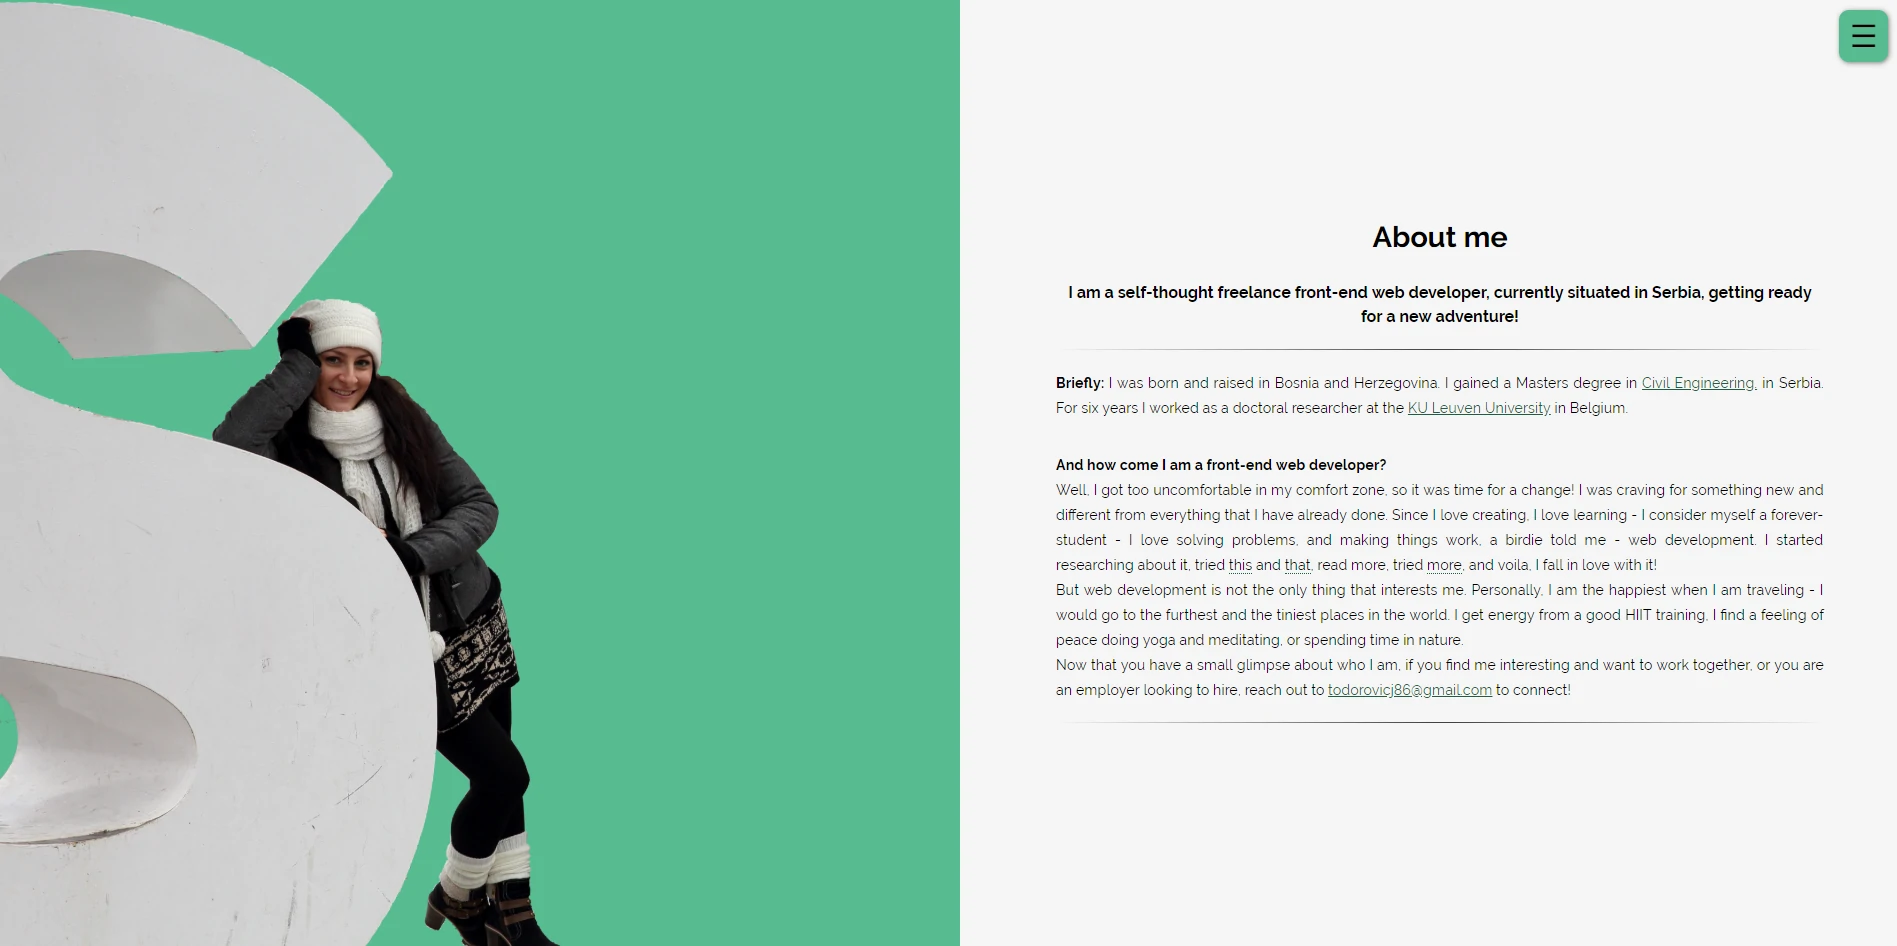 About me
I am a self-thought freelance front-end web developer, currently situated in Serbia, getting ready
for a new adventure!
Briefly: I was born and raised in Bosnia and Herzegovina. I gained a Masters degree in Civil Engineering, in Serbia.
For six years I worked as a doctoral researcher at the KU Leuven University in Belgium.
And how come I am a front-end web developer?
Well, I got too uncomfortable in my comfort zone, so it was time for a change! I was craving for something new and
different from everything that I have already done. Since I love creating, I love learning - I consider myself a forever-
student - I love solving problems, and making things work, a birdie told me - web development. I started
researching about it, tried this and that, read more, tried more, and voila, I fall in love with it!
But web development is not the only thing that interests me. Personally, I am the happiest when I am traveling - I
would go to the furthest and the tiniest places in the world. I get energy from a good HIIT training, I find a feeling of
peace doing yoga and meditating, or spending time in nature.
Now that you have a small glimpse about who I am, if you find me interesting and want to work together, or you are
an employer looking to hire, reach out to todorovicj86@gmail.com to connect!